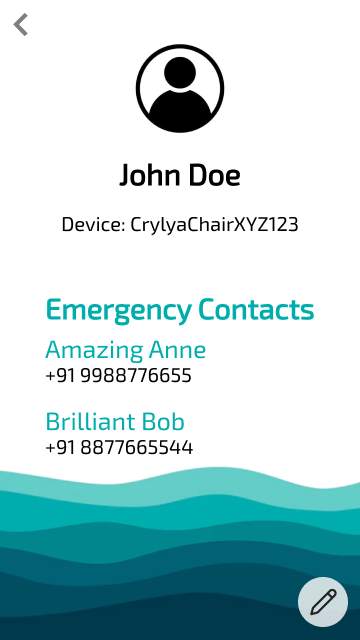 John Doe
Device: CrylyaChairXYZ123
Emergency Contacts
Amazing Anne
+91 9988776655
Brilliant Bob
+91 8877665544